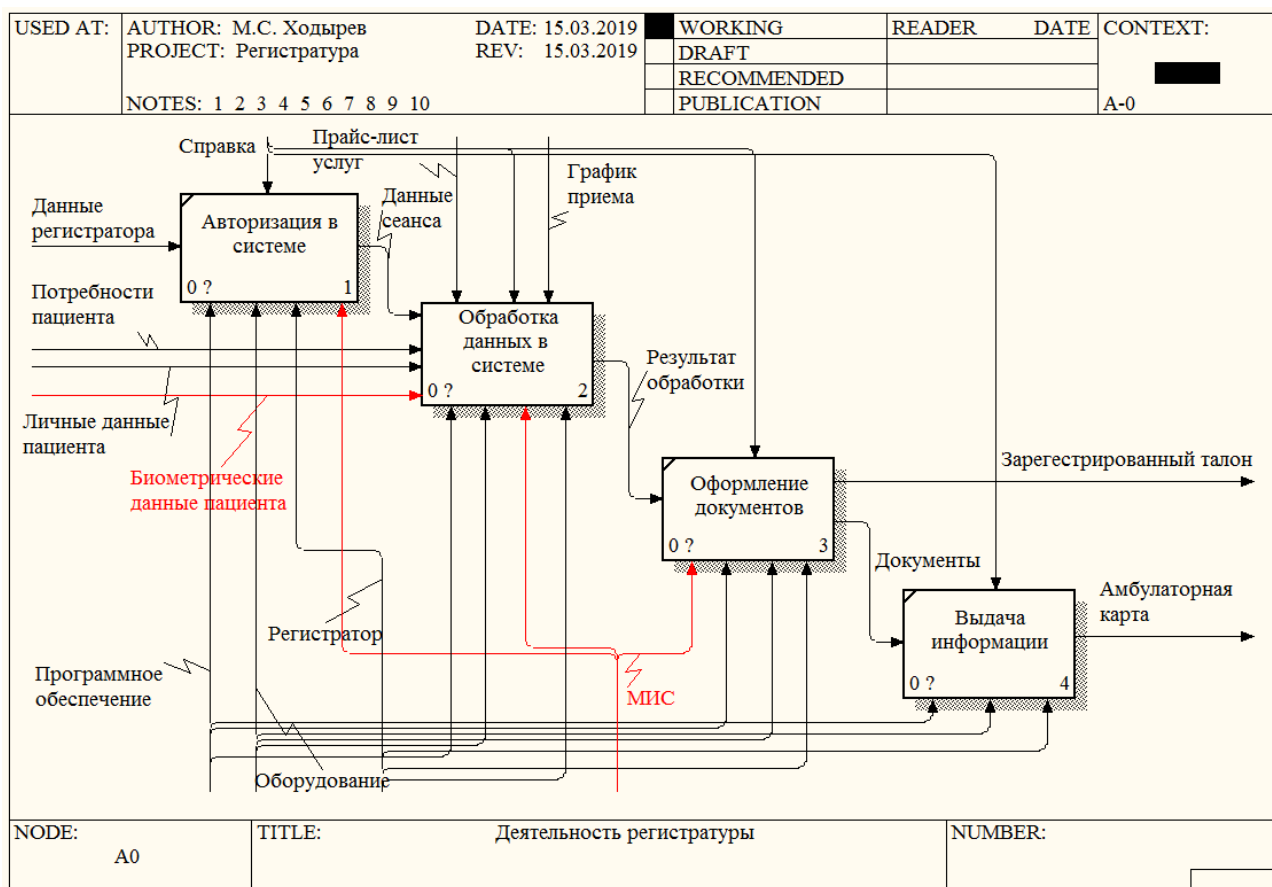 USED AT:
AUTHOR: М.С. Ходырев
DATE: 15.03.2019
PROJECT: Регистратура
REV: 15.03.2019
NOTES: 1 2 3 4 5 6 7 8 9 10
WORKING
DRAFT
RECOMMENDED
PUBLICATION
READER
DATE
CONTEXT:
A-0
Справка
Прайс-лист
услуг
График
приема
Данные
регистратора
Авторизация в
системе
0 ?
1
Данные
сеанса
Потребности
пациента
Обработка
данных в
системе
0 ?
2
Результат
обработки
Личные данные
пациента
Биометрические
данные пациента
Оформление
документов
0 ?
3
Зарегестрированный талон
Документы
Выдача
информации
0 ?
4
Амбулаторная
карта
Регистратор
Программное
обеспечение
МИС
Оборудование
NODE:
A0
TITLE:
Деятельность регистратуры
NUMBER: